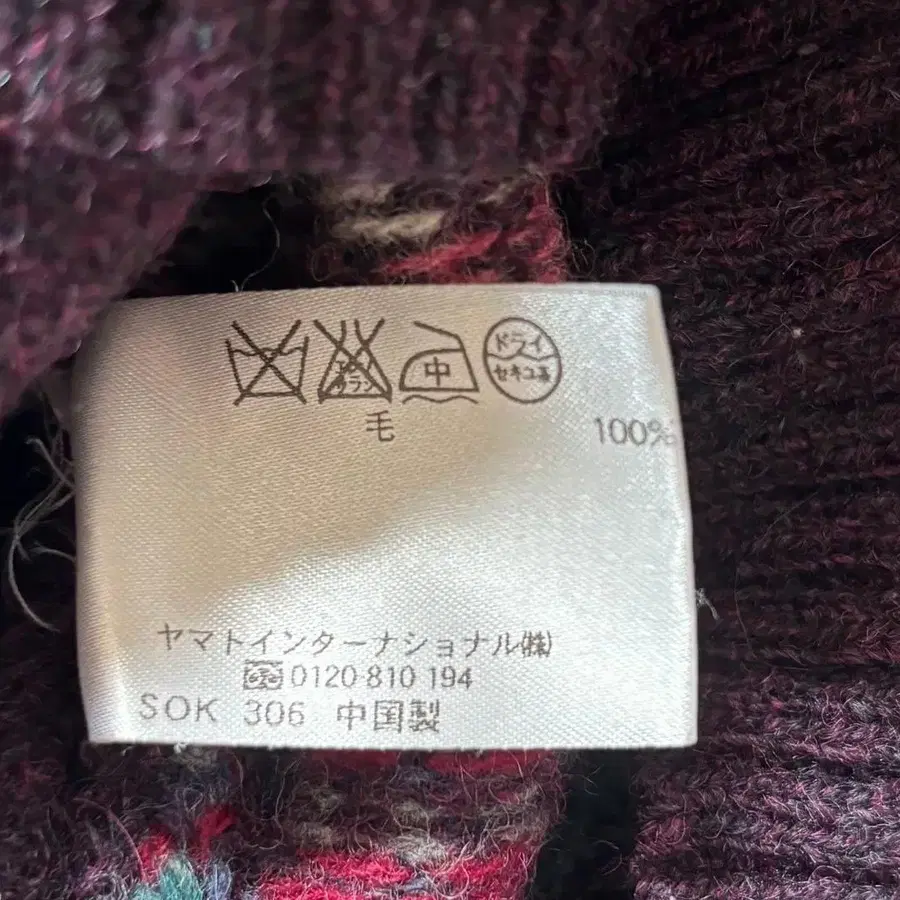 中 ドライ セキユ系
毛 100%
ヤマトインターナショナル㈱
0120-810 194
SOK 306 中国製